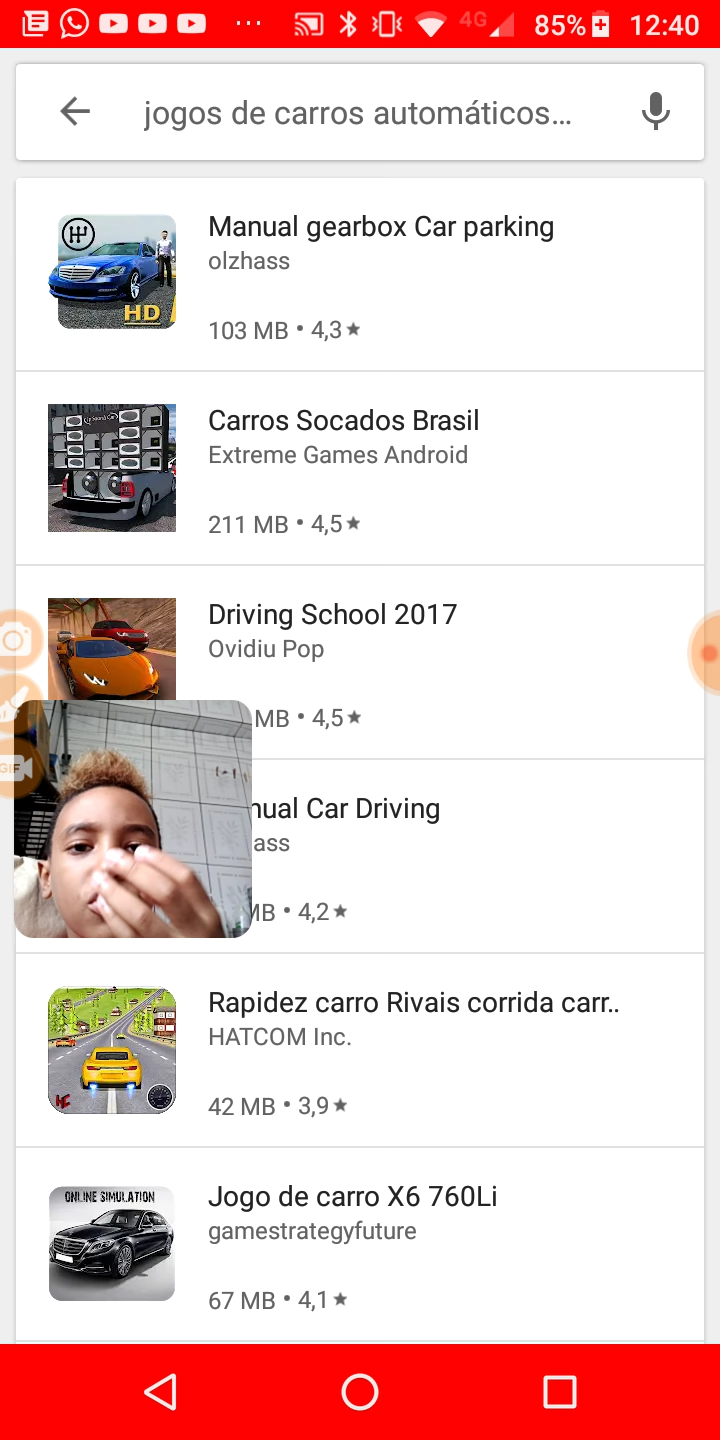 4G 85% 12:40
jogos de carros automáticos...
Manual gearbox Car parking
olzhass
HD
103 MB • 4,3★
Carros Socados Brasil
Extreme Games Android
211 MB • 4,5★
Driving School 2017
Ovidiu Pop
MB • 4,5★
GIF
nual Car Driving
ass
MB • 4,2★
Rapidez carro Rivais corrida carr..
HATCOM Inc.
HC
42 MB • 3,9★
ONLINE SIMULATION
Jogo de carro X6 760Li
gamestrategyfuture
67 MB • 4,1★